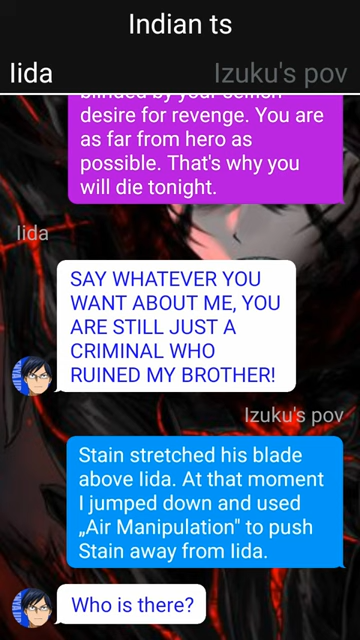 Indian ts
Iida
Izuku's pov
desire for revenge. You are
as far from hero as
possible. That's why you
will die tonight.
Iida
SAY WHATEVER YOU
WANT ABOUT ME, YOU
ARE STILL JUST A
CRIMINAL WHO
RUINED MY BROTHER!
Izuku's pov
Stain stretched his blade
above Iida. At that moment
I jumped down and used
„Air Manipulation" to push
Stain away from Iida.
Who is there?